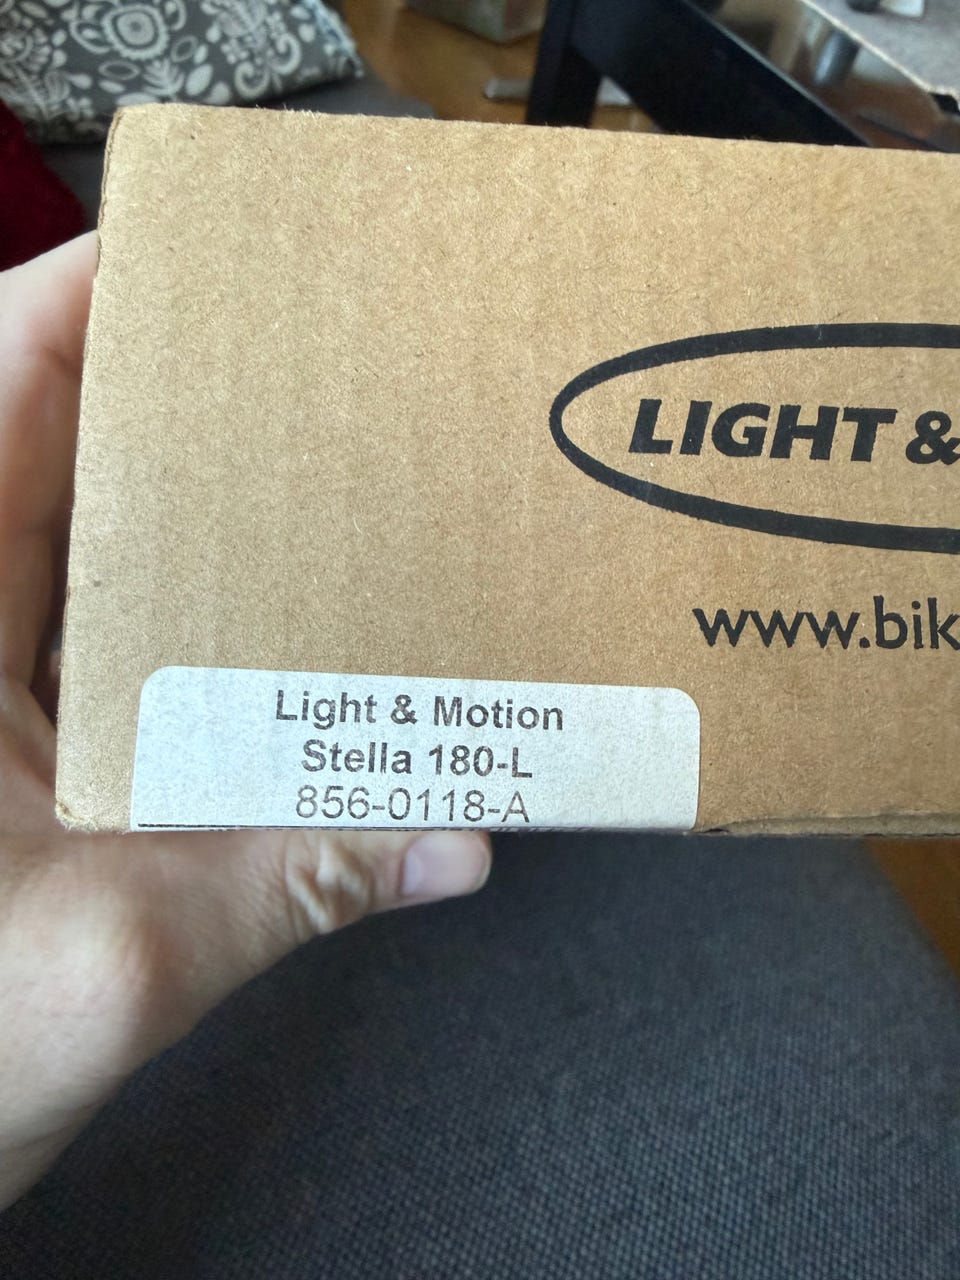 LIGHT &
www.bik
Light & Motion
Stella 180-L
856-0118-A